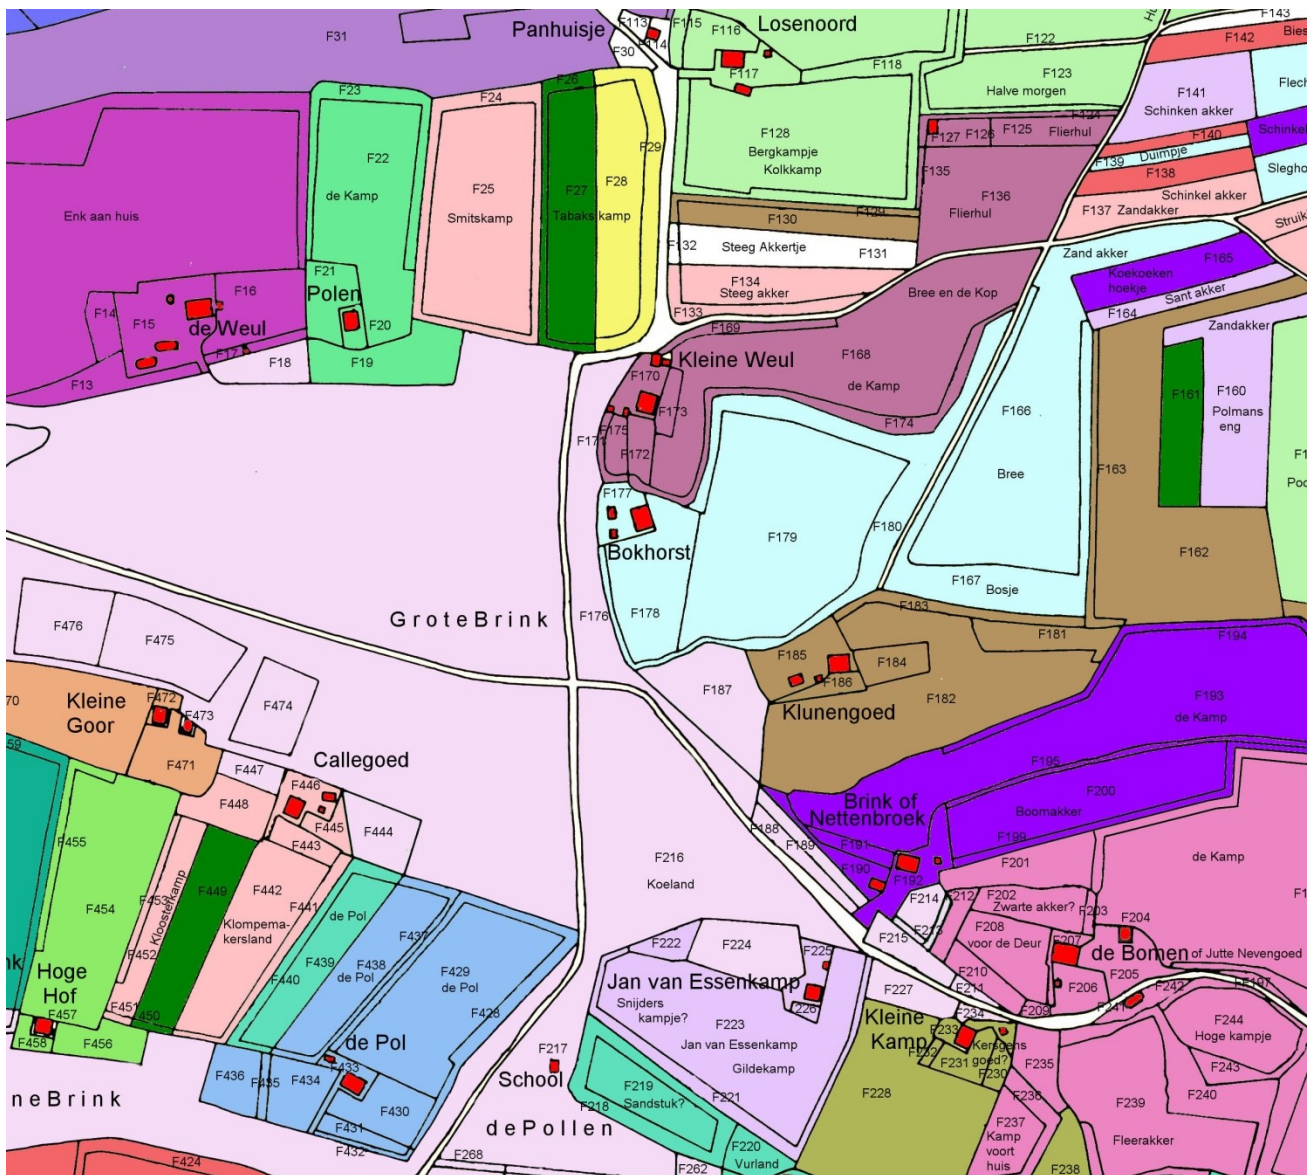 F31
Panhuisje
F113
F114
F30
F115
F116
F117
Losenoord
F118
F122
F143
F142
Bies
F123
Halve morgen
F141
Schinken akker
Flech
F23
F24
F26
F22
de Kamp
F25
Smitskamp
F27
Tabakskamp
F28
F29
F128
Bergkampje
Kolkkamp
F127
F126
F125
Flierhul
F124
F140
Schinkel
F139
Duimpje
F138
Slegho
Enk aan huis
F135
F136
Flierhul
Schinkel akker
F137
Zandakker
Struik
F129
F130
F132
Steeg Akkertje
F131
Zand akker
F165
Koekoeken
hoekje
F134
Steeg akker
F133
Bree en de Kop
Sant akker
F164
Zandakker
F21
Polen
F20
F19
F16
F14
F15
de Weul
F17
F18
F13
F169
Kleine Weul
F168
de Kamp
F170
F173
F174
F171
F175
F172
F166
Bree
F161
F160
Polmans
eng
F163
F162
F177
Bokhorst
F178
F176
F179
F180
F167
Bosje
GroteBrink
F183
F181
F194
F185
F184
F186
F182
Klunengoed
F187
F193
de Kamp
F476
F475
F474
Kleine
Goor
F472
F473
F471
F447
F448
Callegoed
F446
F445
F443
F444
F195
F200
Boomakker
F199
Brink of
Nettenbroek
F188
F189
F191
F190
F192
F201
de Kamp
F216
Koeland
F455
F454
F453
Kloosterkamp
F452
F451
F450
F449
F442
Klompema-
kersland
F441
F440
F439
de Pol
F438
de Pol
F437
F429
de Pol
F428
F214
F212
F202
Zwarte akker?
F203
F204
F213
F215
F208
voor de Deur
F207
de Bomen of Jutte Nevengoed
F222
F224
F225
F226
Jan van Essenkamp
Snijders
kampje?
F223
Jan van Essenkamp
Gildekamp
F221
F227
F210
F211
F209
F206
F205
F241
F242
F197
F244
Hoge kampje
F243
F240
F239
Fleerakker
Hoge
Hof
F457
F458
F456
de Pol
F433
F436
F435
F434
F430
F431
F432
F217
School
F219
Sandstuk?
F218
F220
Vurland
Kleine
Kamp
F234
F233
F232
F231
Kersgens
goed?
F230
F228
F235
F236
F237
Kamp
voort
huis
F238
neBrink
dePollen
F424
F268
F262